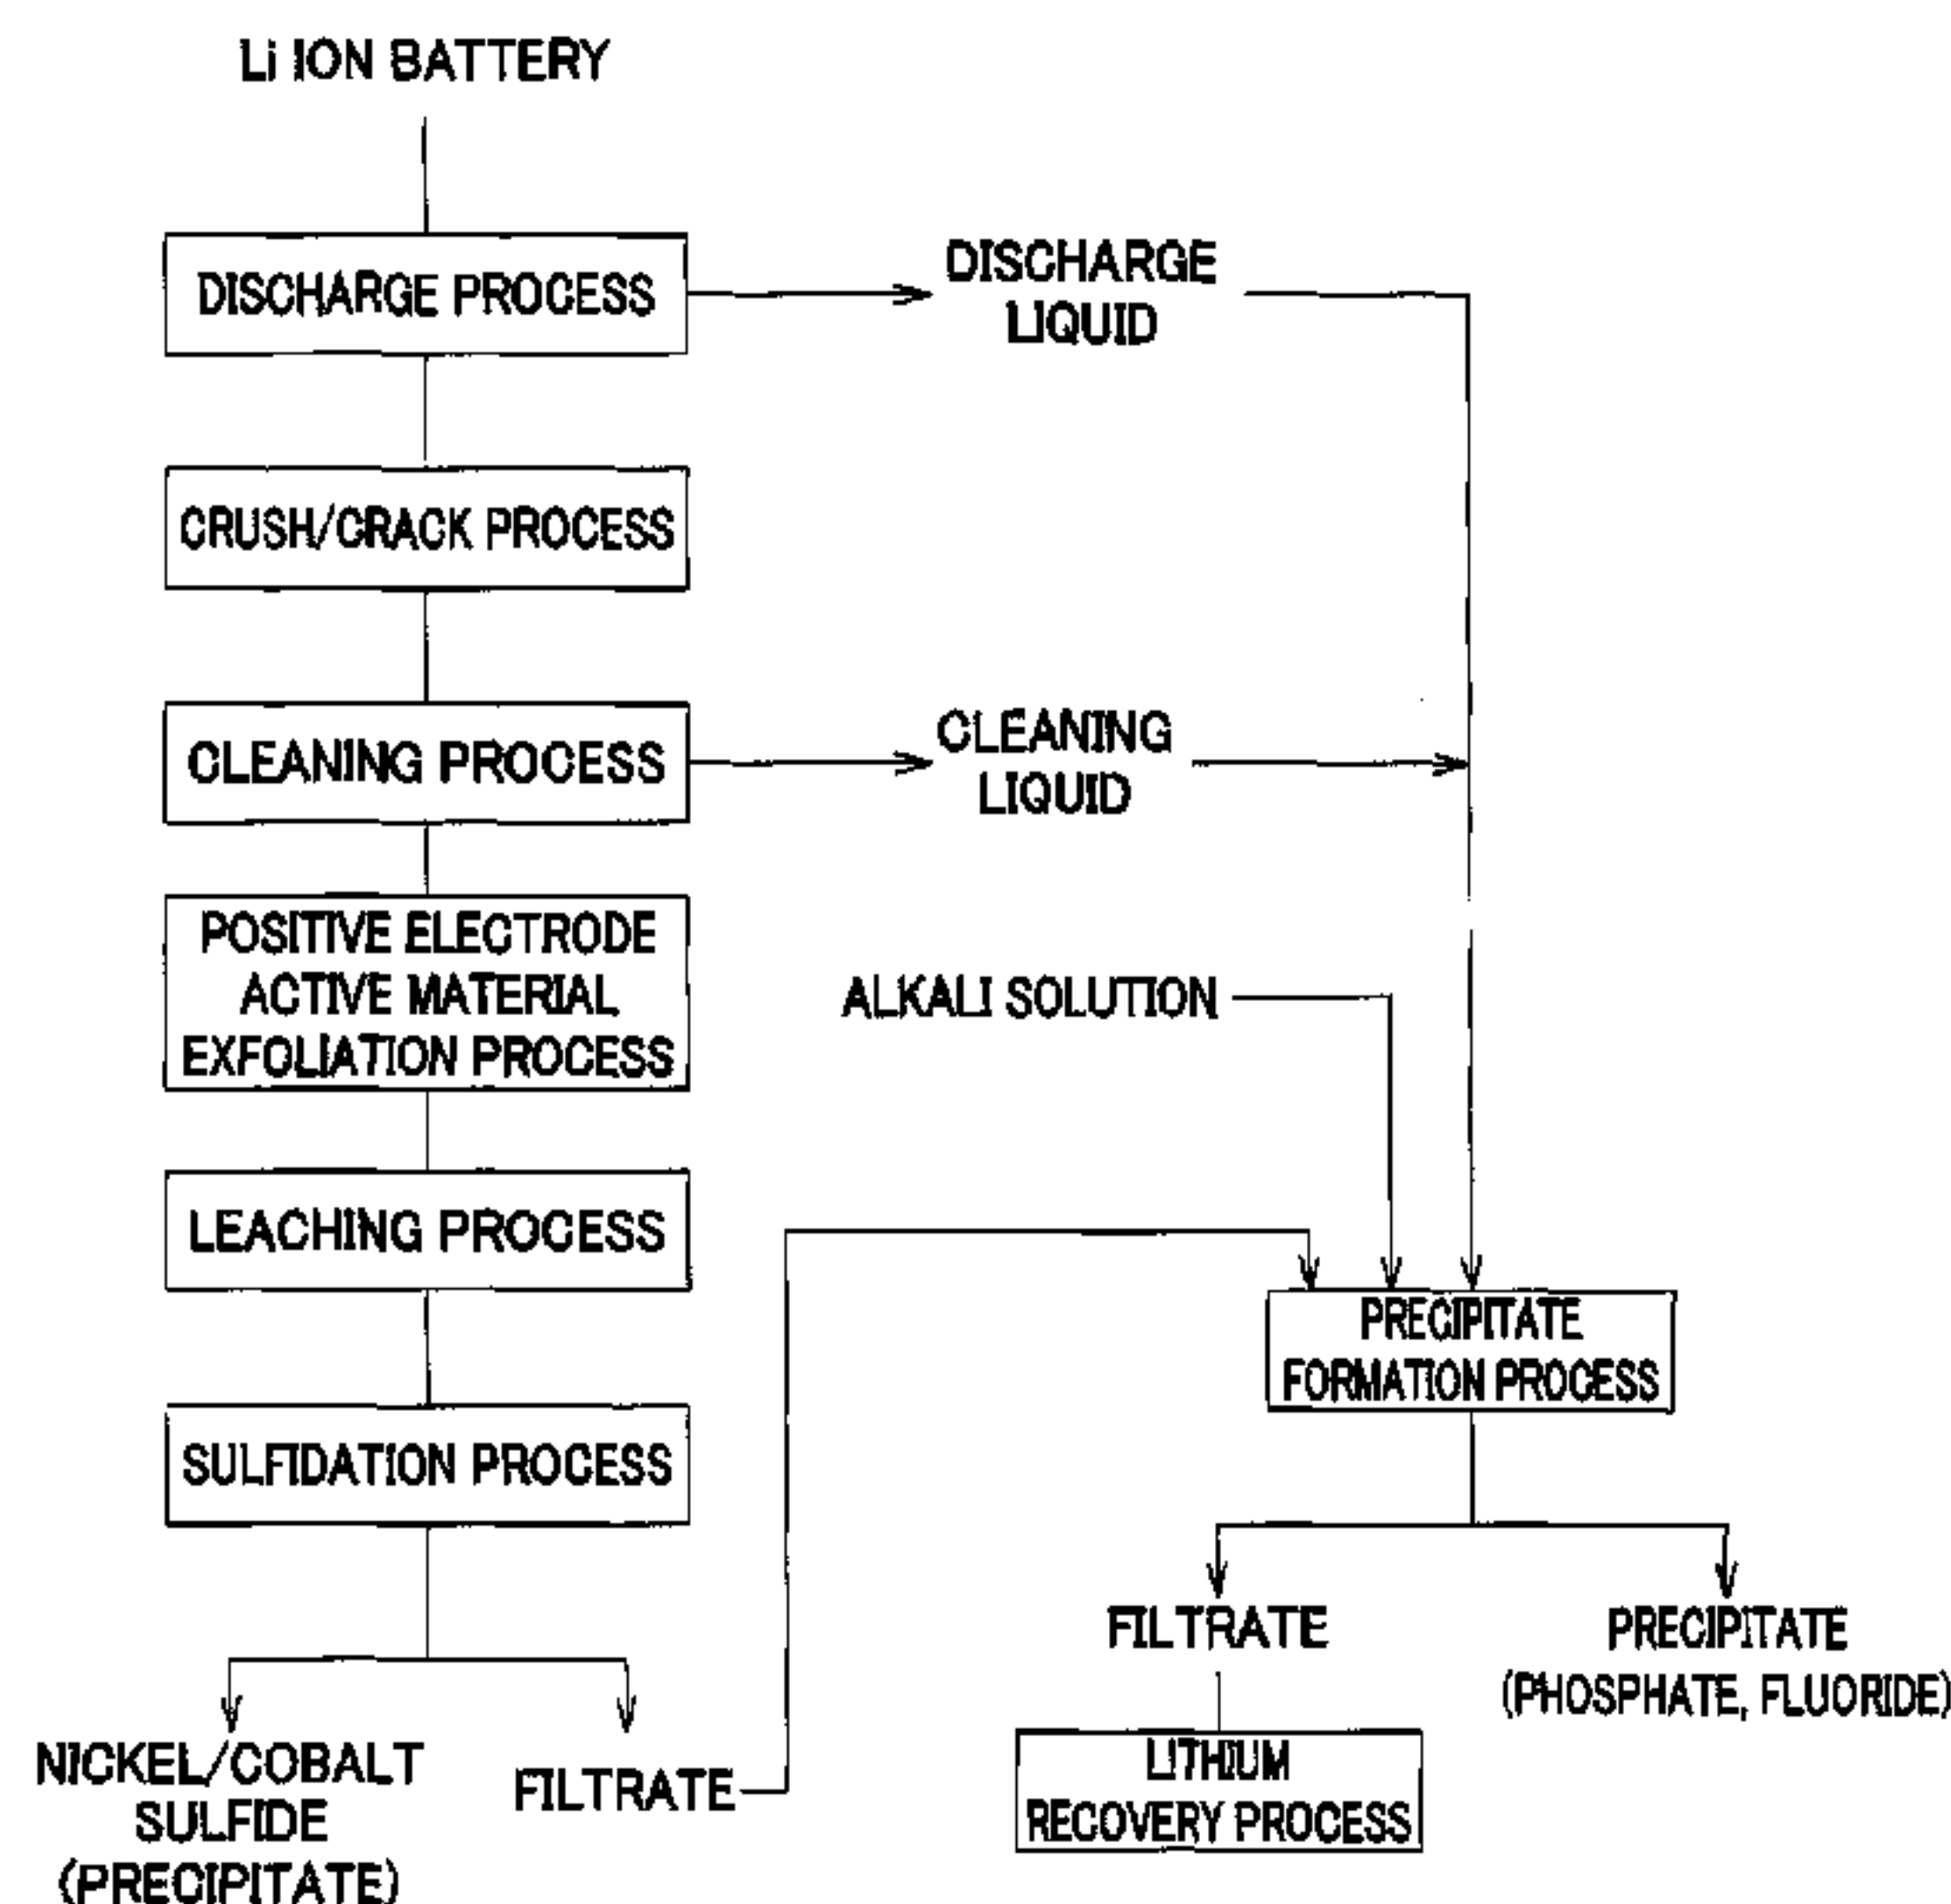 Li ION BATTERY
DISCHARGE PROCESS
DISCHARGE
LIQUID
CRUSH/CRACK PROCESS
CLEANING PROCESS
CLEANING
LIQUID
POSITIVE ELECTRODE
ACTIVE MATERIAL
EXFOLIATION PROCESS
ALKALI SOLUTION
LEACHING PROCESS
PRECIPITATE
FORMATION PROCESS
SULFIDATION PROCESS
FILTRATE
PRECIPITATE
(PHOSPHATE, FLUORIDE)
NICKEL/COBALT
SULFIDE
(PRECIPITATE)
FILTRATE
LITHIUM
RECOVERY PROCESS